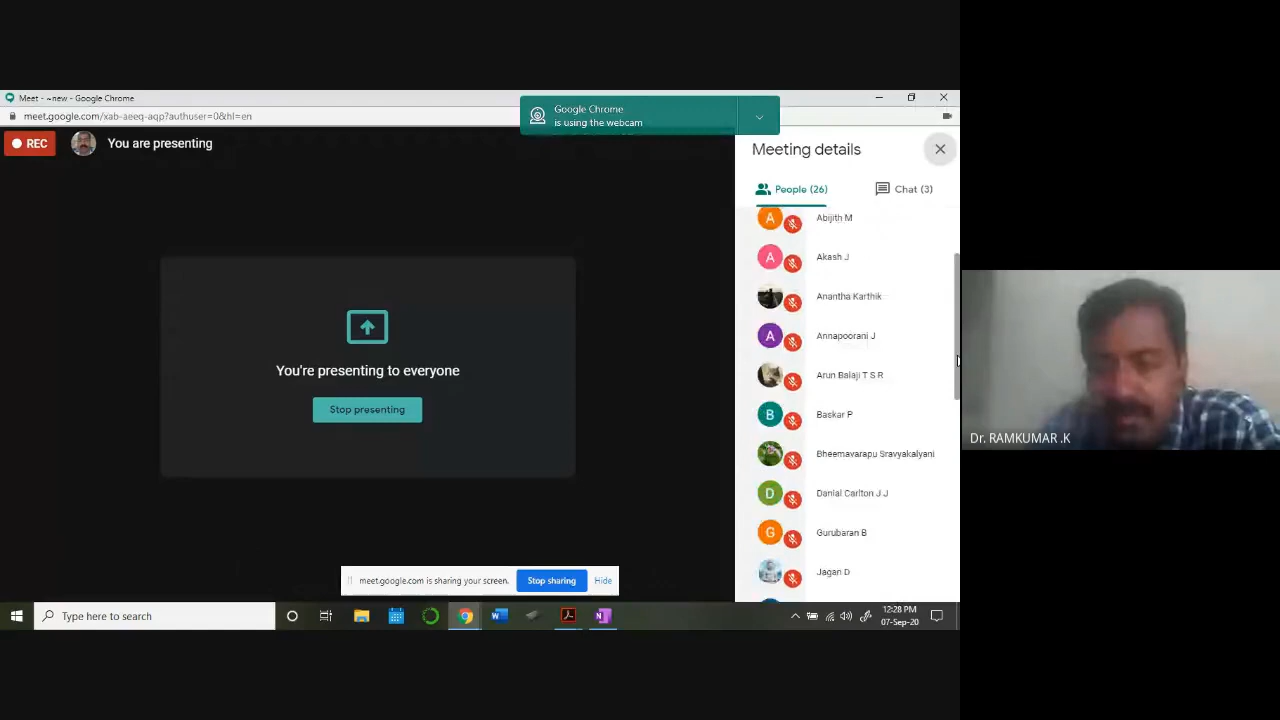 Meet - ~new - Google Chrome
meet.google.com/xab-aeeq-aqp?authuser=0&hl=en
Google Chrome
is using the webcam
REC
You are presenting
Meeting details
People (26)
Chat (3)
A
Abijith M
A
Akash J
Anantha Karthik
A
Annapoorani J
Arun Balaji T S R
B
Baskar P
Bheemavarapu Sravyakalyani
D
Danial Carlton J J
G
Gurubaran B
Jagan D
You're presenting to everyone
Stop presenting
Dr. RAMKUMAR .K
meet.google.com is sharing your screen.
Stop sharing
Hide
Type here to search
12:28 PM
07-Sep-20